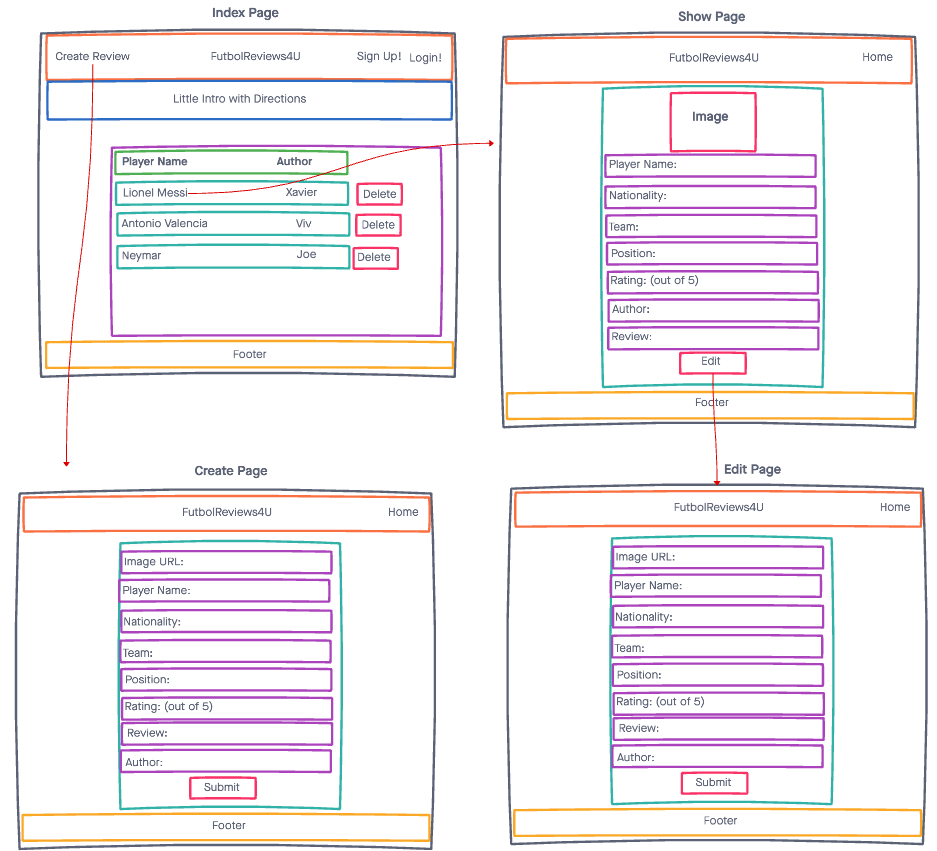 Index Page
Create Review FutbolReviews4U Sign Up! Login!
Little Intro with Directions
Player Name Author
Lionel Messi Xavier Delete
Antonio Valencia Viv Delete
Neymar Joe Delete
Footer
Show Page
FutbolReviews4U Home
Image
Player Name:
Nationality:
Team:
Position:
Rating: (out of 5)
Author:
Review:
Edit
Footer
Create Page
FutbolReviews4U Home
Image URL:
Player Name:
Nationality:
Team:
Position:
Rating: (out of 5)
Review:
Author:
Submit
Footer
Edit Page
FutbolReviews4U Home
Image URL:
Player Name:
Nationality:
Team:
Position:
Rating: (out of 5)
Review:
Author:
Submit
Footer